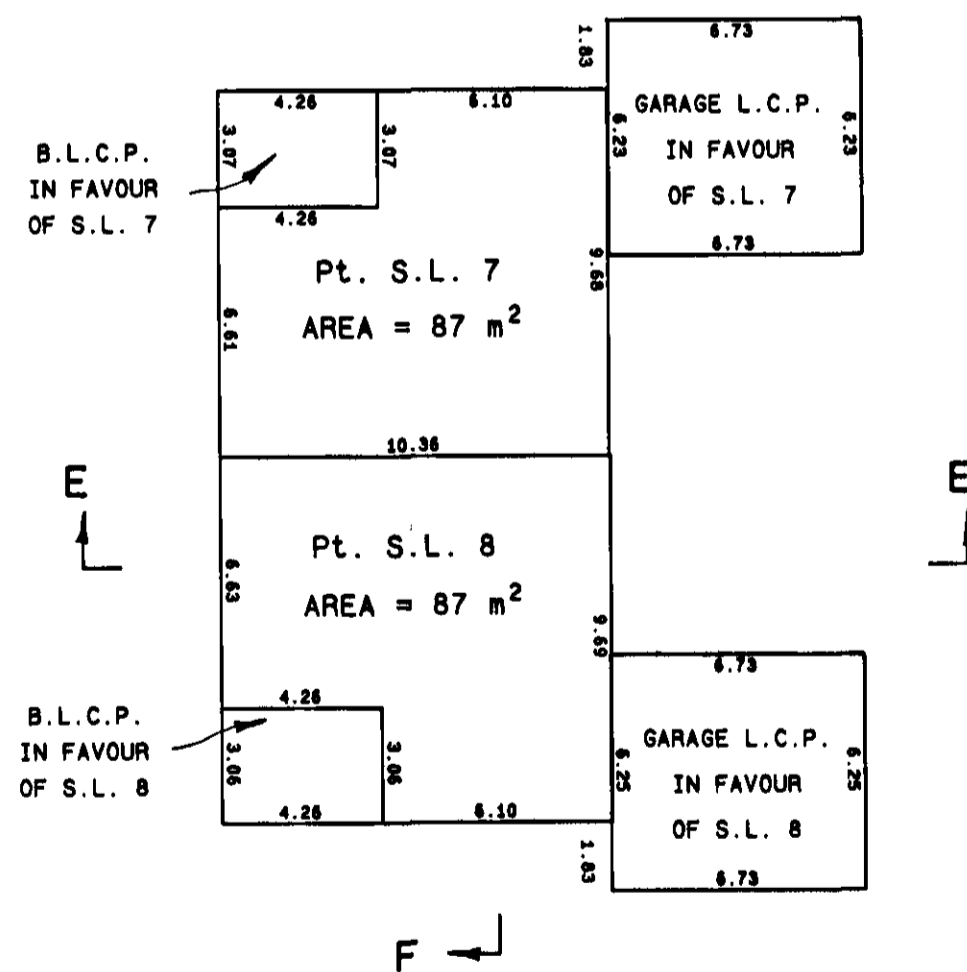 6.73
1.83
4.26
6.10
GARAGE L.C.P.
IN FAVOUR
OF S.L. 7
6.23
6.23
B.L.C.P.
IN FAVOUR
OF S.L. 7
3.07
3.07
4.26
6.73
Pt. S.L. 7
AREA = 87 m²
9.68
6.61
10.36
E
E
Pt. S.L. 8
AREA = 87 m²
6.63
9.69
6.73
4.26
B.L.C.P.
IN FAVOUR
OF S.L. 8
3.06
3.06
GARAGE L.C.P.
IN FAVOUR
OF S.L. 8
6.25
6.25
4.26
6.10
1.83
6.73
F